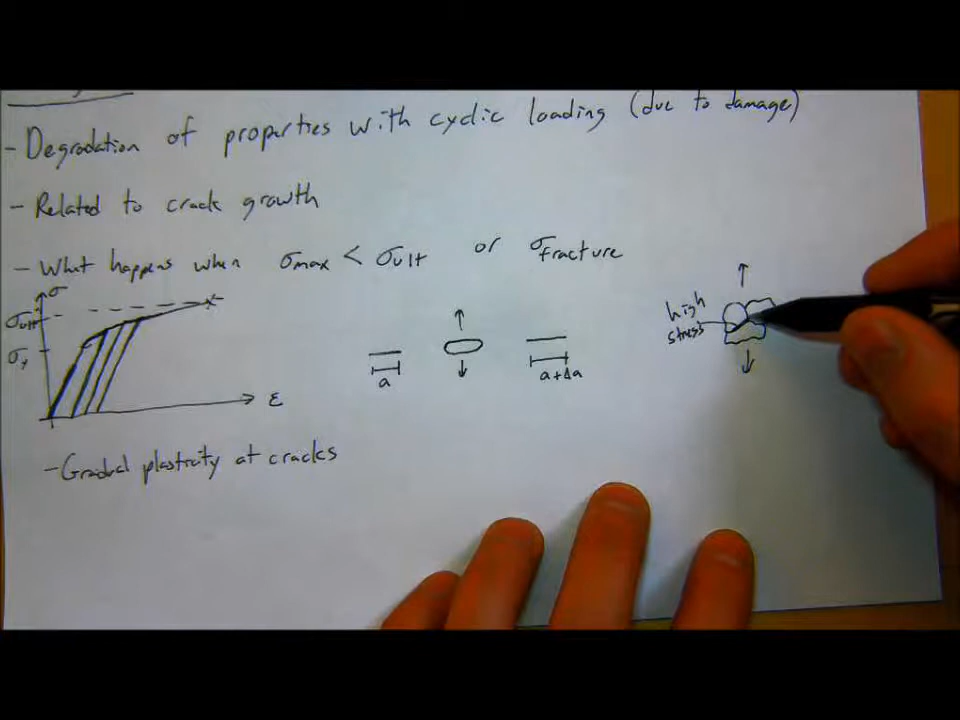 - Degradation of properties with cyclic loading (due to damage)
- Related to crack growth
- What happens when σmax < σult or σfracture
σ
σult
σy
ε
a
a+Δa
high
stress
- Gradual plasticity at cracks